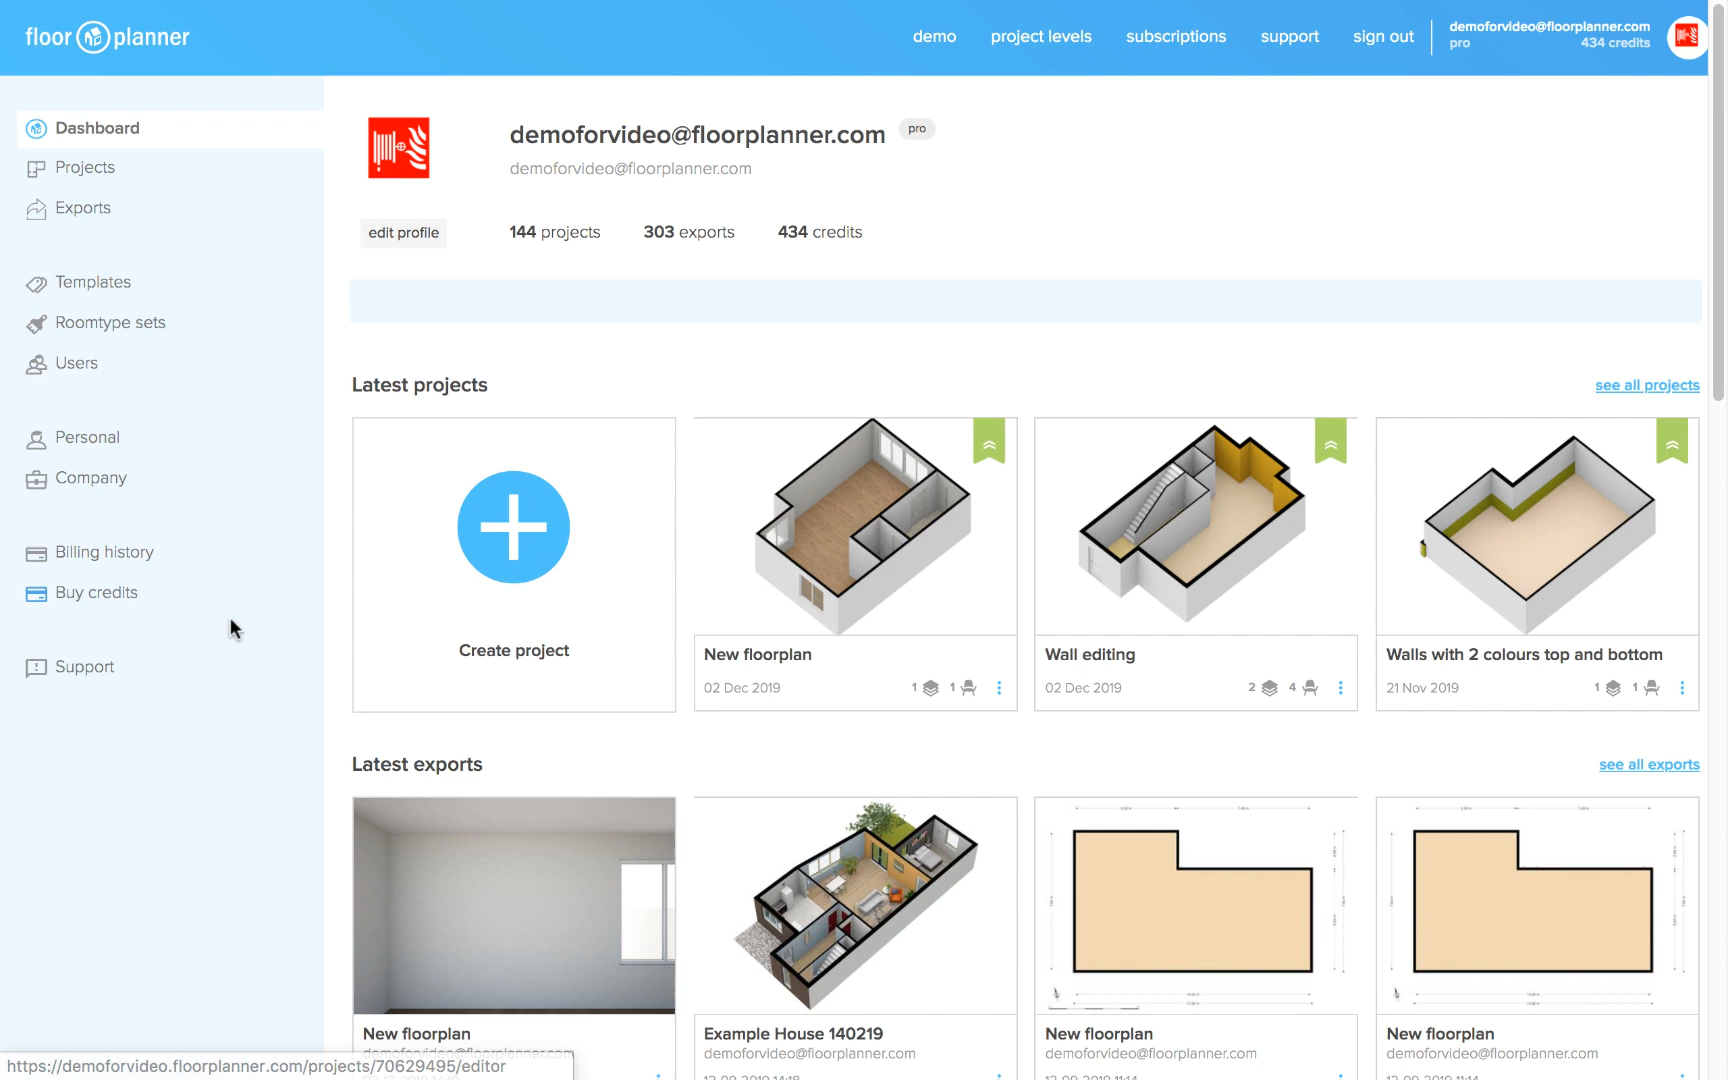 floor planner
demo
project levels
subscriptions
support
sign out
demoforvideo@floorplanner.com
pro
434 credits
Dashboard
Projects
Exports
Templates
Roomtype sets
Users
Personal
Company
Billing history
Buy credits
Support
demoforvideo@floorplanner.com
pro
demoforvideo@floorplanner.com
edit profile
144 projects
303 exports
434 credits
Latest projects
see all projects
Create project
New floorplan
02 Dec 2019
1
1
Wall editing
02 Dec 2019
2
4
Walls with 2 colours top and bottom
21 Nov 2019
1
1
Latest exports
see all exports
New floorplan
demoforvideo@floorplanner.com
Example House 140219
demoforvideo@floorplanner.com
New floorplan
demoforvideo@floorplanner.com
New floorplan
demoforvideo@floorplanner.com
https://demoforvideo.floorplanner.com/projects/70629495/editor